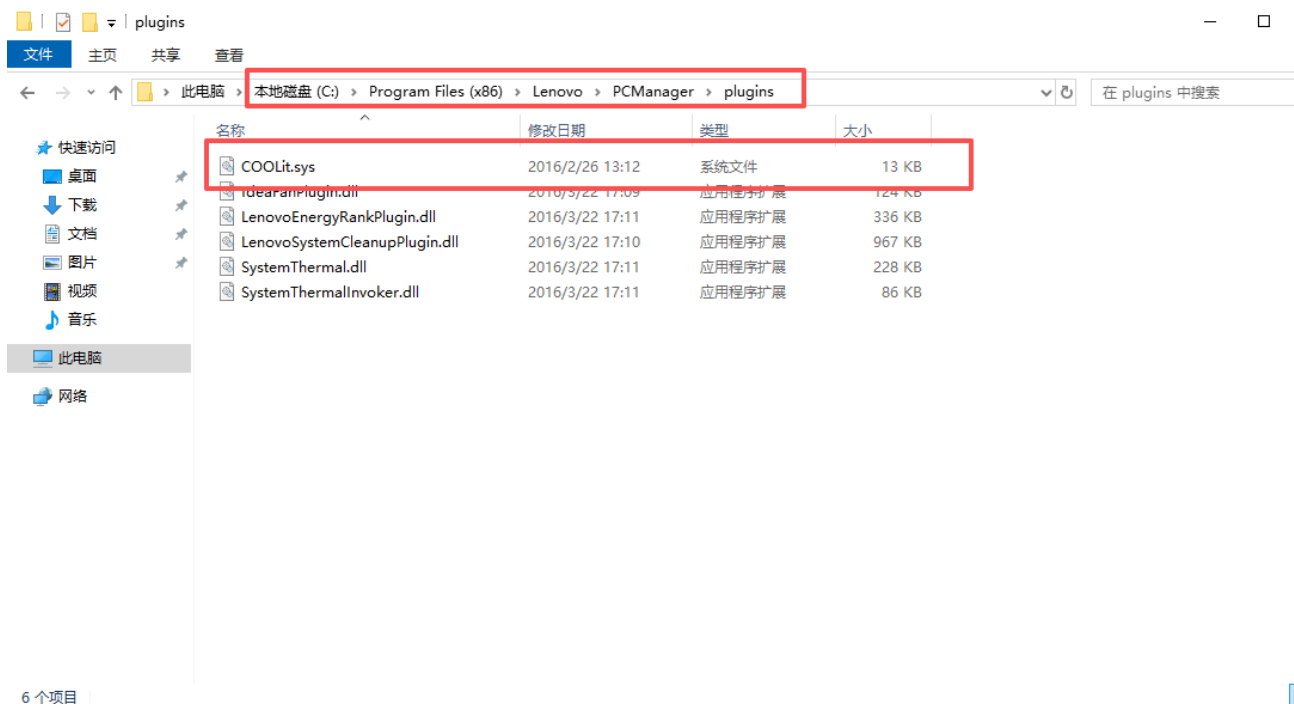 plugins
文件 主页 共享 查看
此电脑 › 本地磁盘 (C:) › Program Files (x86) › Lenovo › PCManager › plugins 在 plugins 中搜索
快速访问
桌面
下载
文档
图片
视频
音乐
此电脑
网络
名称 修改日期 类型 大小
COOLit.sys 2016/2/26 13:12 系统文件 13 KB
IdeaFanPlugin.dll 2016/3/22 17:09 应用程序扩展 124 KB
LenovoEnergyRankPlugin.dll 2016/3/22 17:11 应用程序扩展 336 KB
LenovoSystemCleanupPlugin.dll 2016/3/22 17:10 应用程序扩展 967 KB
SystemThermal.dll 2016/3/22 17:11 应用程序扩展 228 KB
SystemThermalInvoker.dll 2016/3/22 17:11 应用程序扩展 86 KB
6 个项目